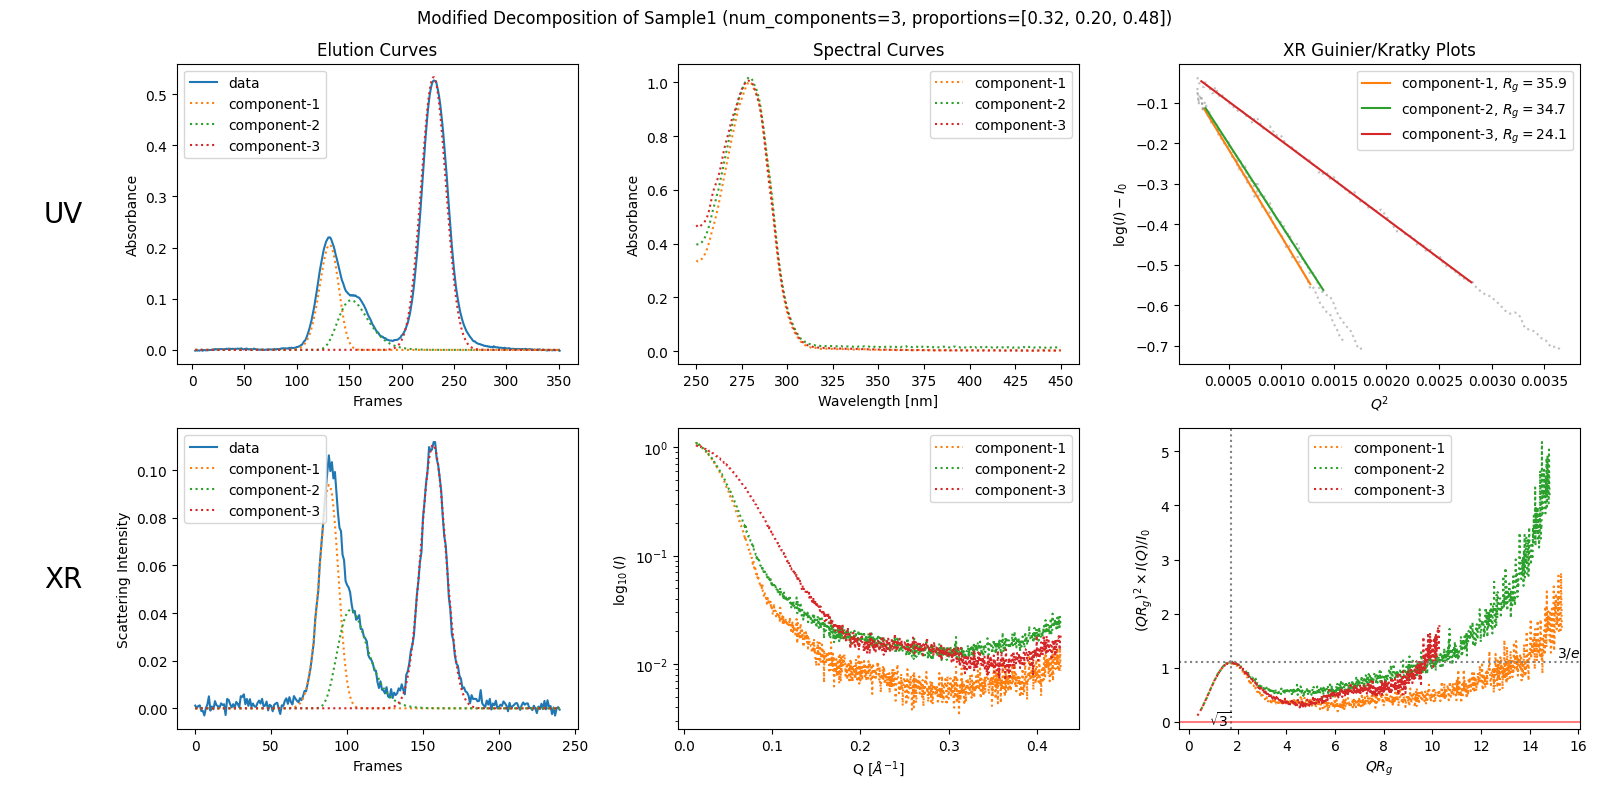 Modified Decomposition of Sample1 (num_components=3, proportions=[0.32, 0.20, 0.48])
UV
Elution Curves
Absorbance
0.5
0.4
0.3
0.2
0.1
0.0
data
component-1
component-2
component-3
0 50 100 150 200 250 300 350
Frames
Spectral Curves
Absorbance
1.0
0.8
0.6
0.4
0.2
0.0
component-1
component-2
component-3
250 275 300 325 350 375 400 425 450
Wavelength [nm]
XR Guinier/Kratky Plots
log(I) − I₀
−0.1
−0.2
−0.3
−0.4
−0.5
−0.6
−0.7
component-1, R_g = 35.9
component-2, R_g = 34.7
component-3, R_g = 24.1
0.0005 0.0010 0.0015 0.0020 0.0025 0.0030 0.0035
Q²
XR
Scattering Intensity
0.10
0.08
0.06
0.04
0.02
0.00
data
component-1
component-2
component-3
0 50 100 150 200 250
Frames
log₁₀(I)
10⁰
10⁻¹
10⁻²
component-1
component-2
component-3
0.0 0.1 0.2 0.3 0.4
Q [Å⁻¹]
(QR_g)² × I(Q)/I₀
5
4
3
2
1
0
component-1
component-2
component-3
3/e
√3
0 2 4 6 8 10 12 14 16
QR_g